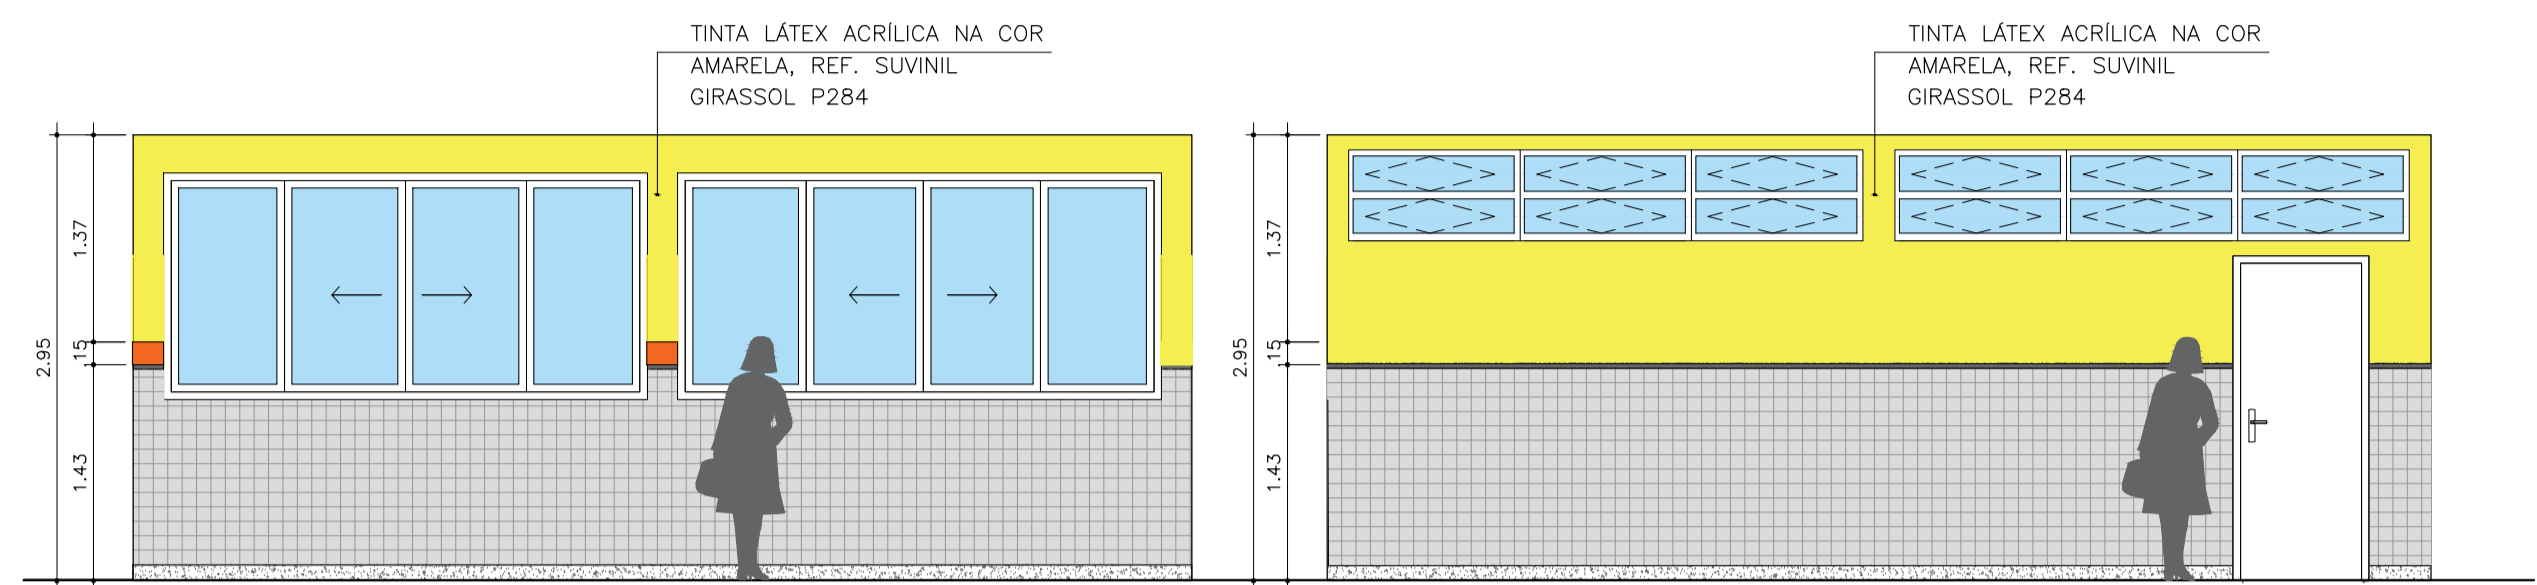 TINTA LÁTEX ACRÍLICA NA COR
AMARELA, REF. SUVINIL
GIRASSOL P284
2.95
1.37
15
1.43
TINTA LÁTEX ACRÍLICA NA COR
AMARELA, REF. SUVINIL
GIRASSOL P284
2.95
1.37
15
1.43